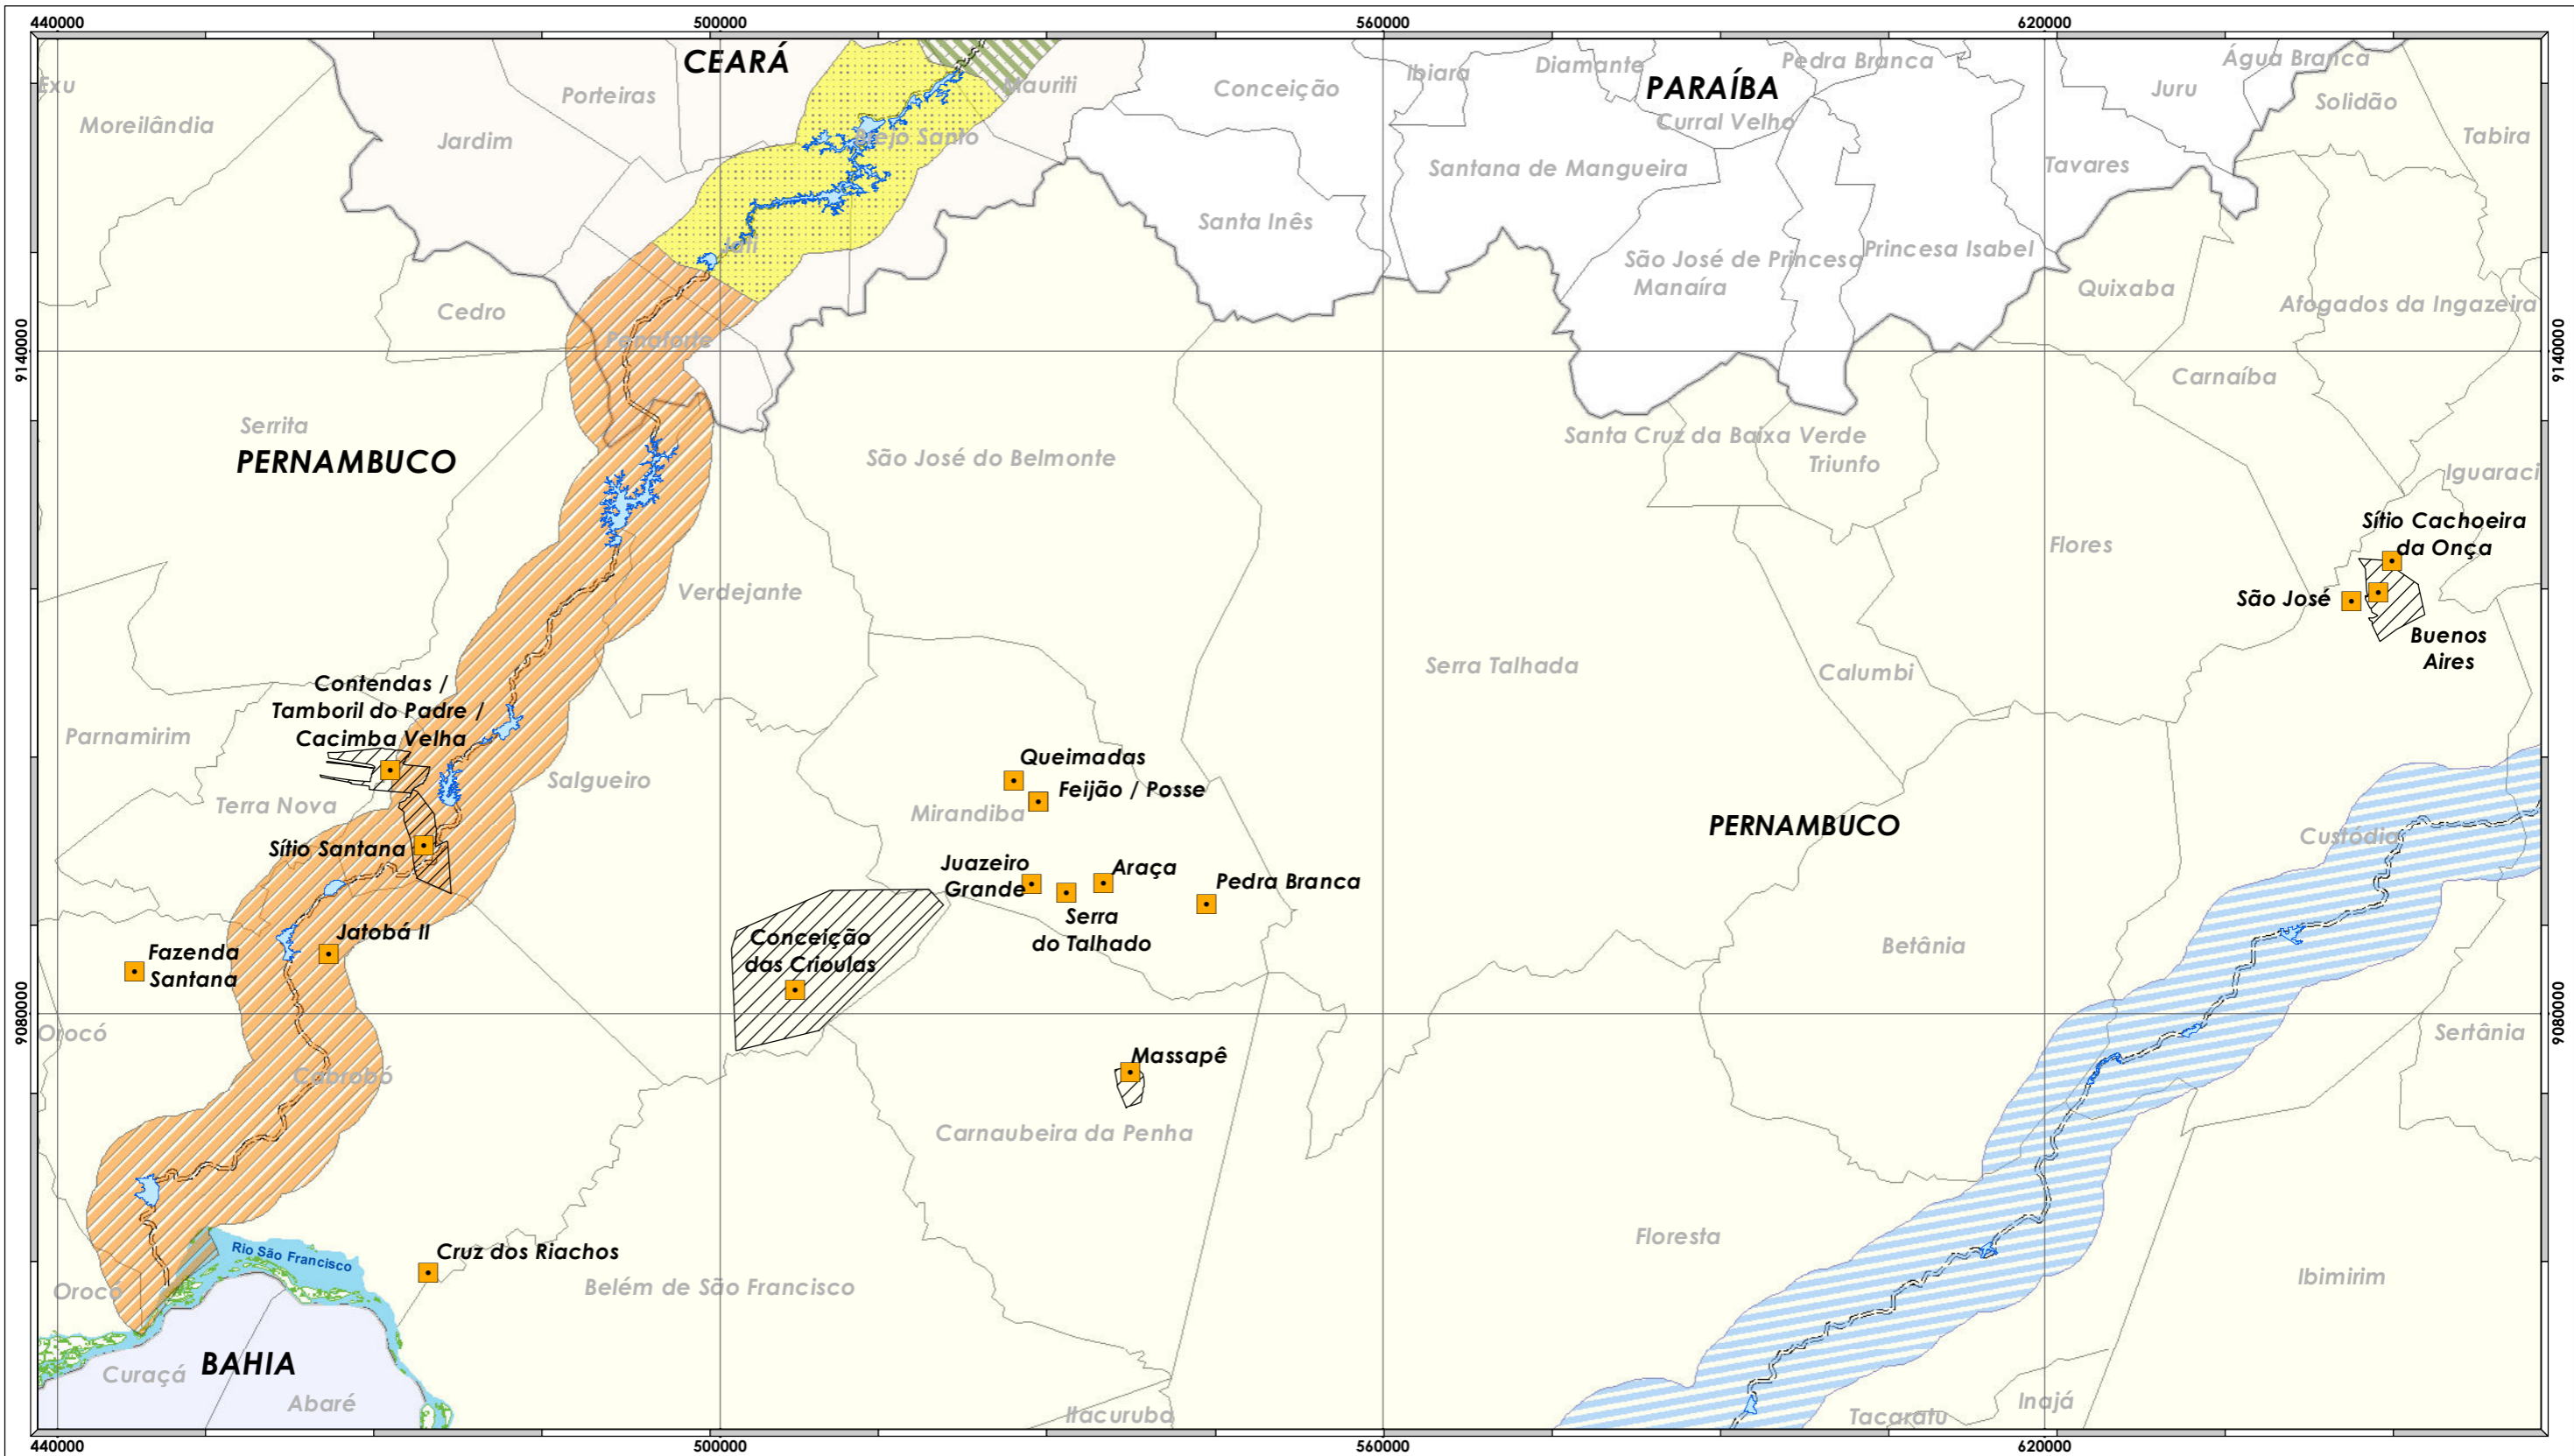 440000
500000
560000
620000
CEARÁ
Exu
Moreilândia
Porteiras
Jardim
Mauriti
Brejo Santo
Jati
Conceição
Ibiara
Diamante
PARAÍBA
Pedra Branca
Curral Velho
Água Branca
Juru
Solidão
Tabira
Tavares
Santana de Mangueira
Santa Inês
São José de Princesa
Manaíra
Princesa Isabel
Quixaba
Afogados da Ingazeira
Cedro
Penaforte
9140000
9140000
Carnaíba
Serrita
PERNAMBUCO
São José do Belmonte
Santa Cruz da Baixa Verde
Triunfo
Iguaraci
Sítio Cachoeira
da Onça
Flores
São José
Buenos
Aires
Verdejante
Serra Talhada
Calumbi
Contendas /
Tamboril do Padre /
Cacimba Velha
Parnamirim
Terra Nova
Salgueiro
Queimadas
Feijão / Posse
Mirandiba
PERNAMBUCO
Custódia
Sítio Santana
Juazeiro
Grande
Araça
Pedra Branca
Serra
do Talhado
Jatobá II
Fazenda
Santana
Conceição
das Crioulas
Betânia
9080000
9080000
Orocó
Sertânia
Cabrobó
Massapê
Carnaubeira da Penha
Rio São Francisco
Cruz dos Riachos
Orocó
Belém de São Francisco
Floresta
Ibimirim
Curaçá
BAHIA
Abaré
Itacuruba
Tacaratu
Inajá
440000
500000
560000
620000